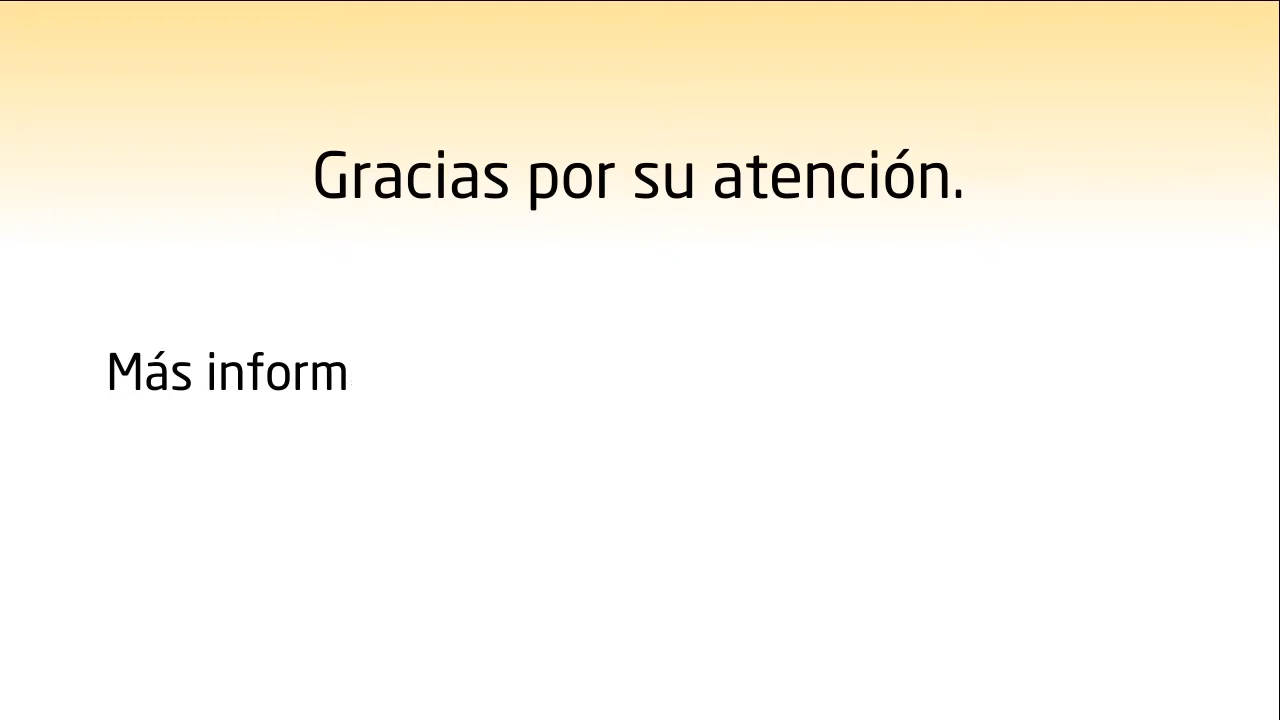 Gracias por su atención.
Más inform